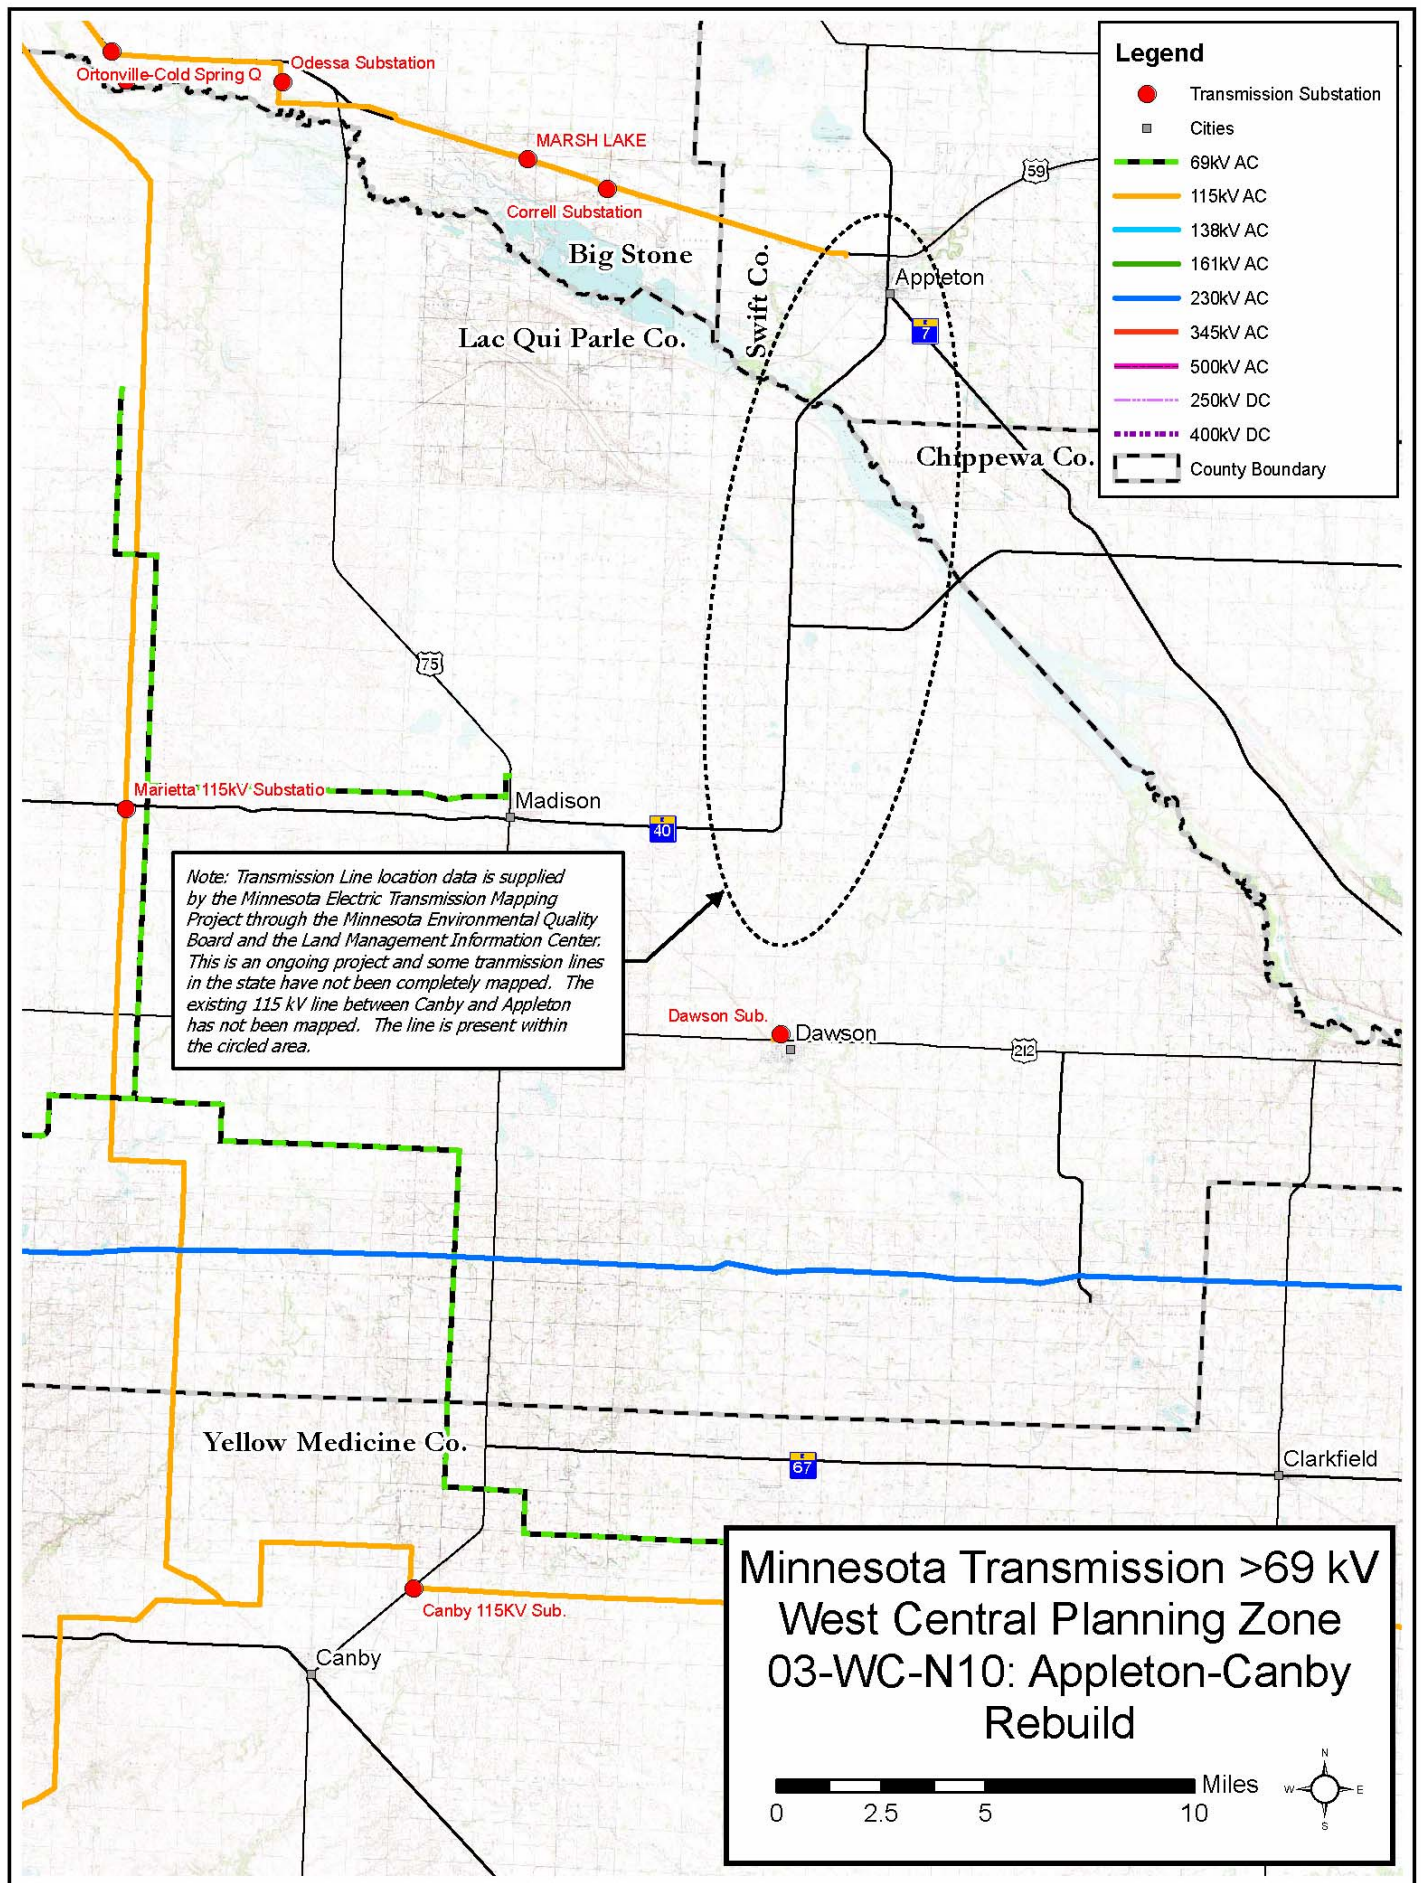 Legend
Transmission Substation
Cities
69kV AC
115kV AC
138kV AC
161kV AC
230kV AC
345kV AC
500kV AC
250kV DC
400kV DC
County Boundary
Ortonville-Cold Spring Q
Odessa Substation
MARSH LAKE
Correll Substation
59
Big Stone
Swift Co.
Appleton
7
Lac Qui Parle Co.
Chippewa Co.
75
Marietta 115kV Substatio
Madison
40
Note: Transmission Line location data is supplied
by the Minnesota Electric Transmission Mapping
Project through the Minnesota Environmental Quality
Board and the Land Management Information Center.
This is an ongoing project and some tranmission lines
in the state have not been completely mapped. The
existing 115 kV line between Canby and Appleton
has not been mapped. The line is present within
the circled area.
Dawson Sub.
Dawson
212
Yellow Medicine Co.
67
Clarkfield
Canby 115KV Sub.
Canby
Minnesota Transmission >69 kV
West Central Planning Zone
03-WC-N10: Appleton-Canby
Rebuild
Miles
0 2.5 5 10
N
W E
S